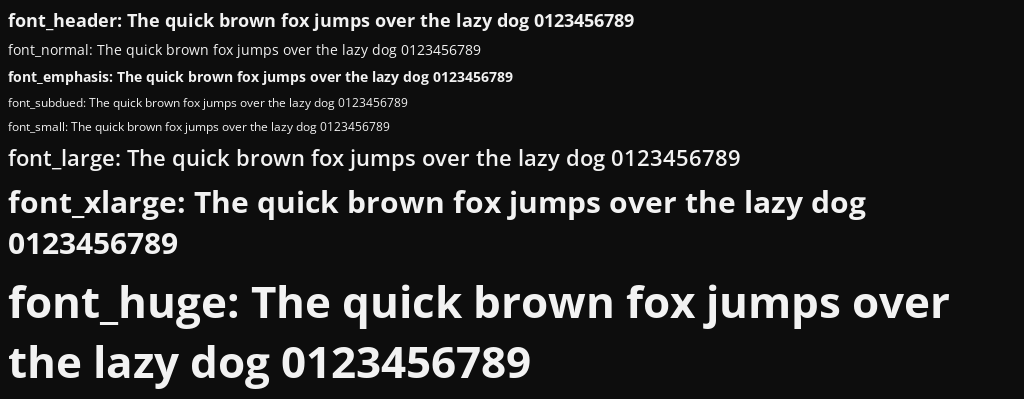 font_header: The quick brown fox jumps over the lazy dog 0123456789
font_normal: The quick brown fox jumps over the lazy dog 0123456789
font_emphasis: The quick brown fox jumps over the lazy dog 0123456789
font_subdued: The quick brown fox jumps over the lazy dog 0123456789
font_small: The quick brown fox jumps over the lazy dog 0123456789
font_large: The quick brown fox jumps over the lazy dog 0123456789
font_xlarge: The quick brown fox jumps over the lazy dog
0123456789
font_huge: The quick brown fox jumps over
the lazy dog 0123456789